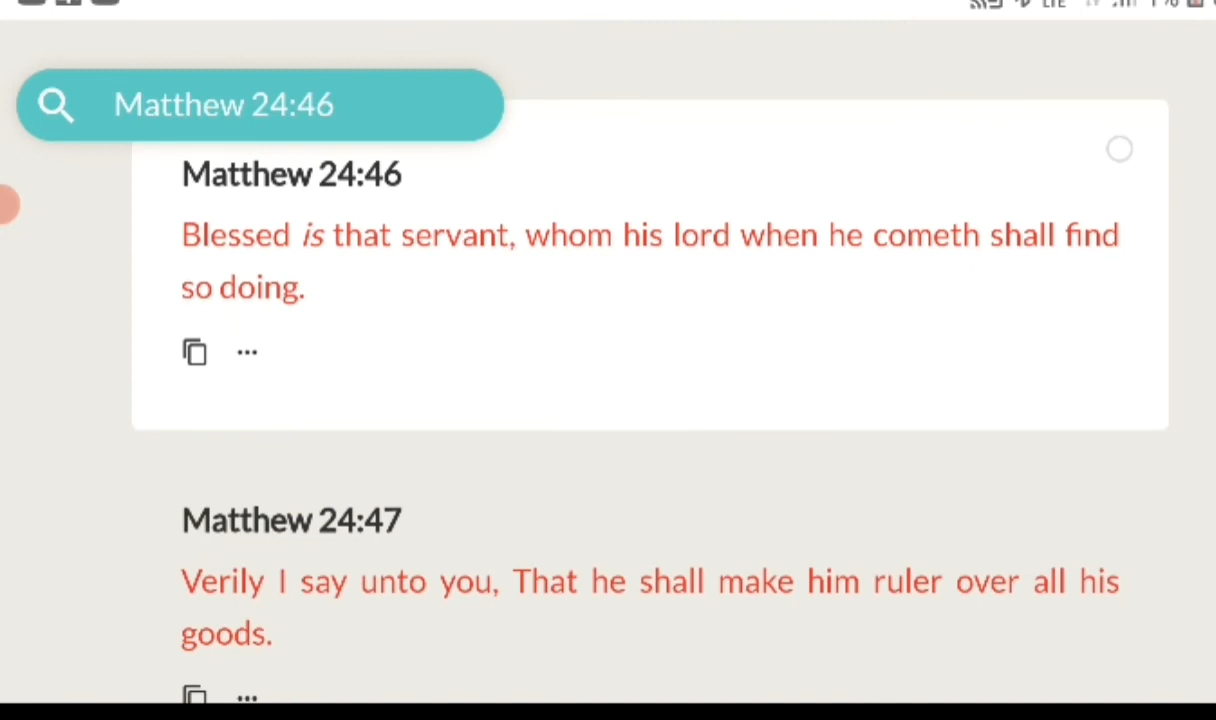 LTE
Matthew 24:46
Matthew 24:46
Blessed is that servant, whom his lord when he cometh shall find
so doing.
Matthew 24:47
Verily I say unto you, That he shall make him ruler over all his
goods.